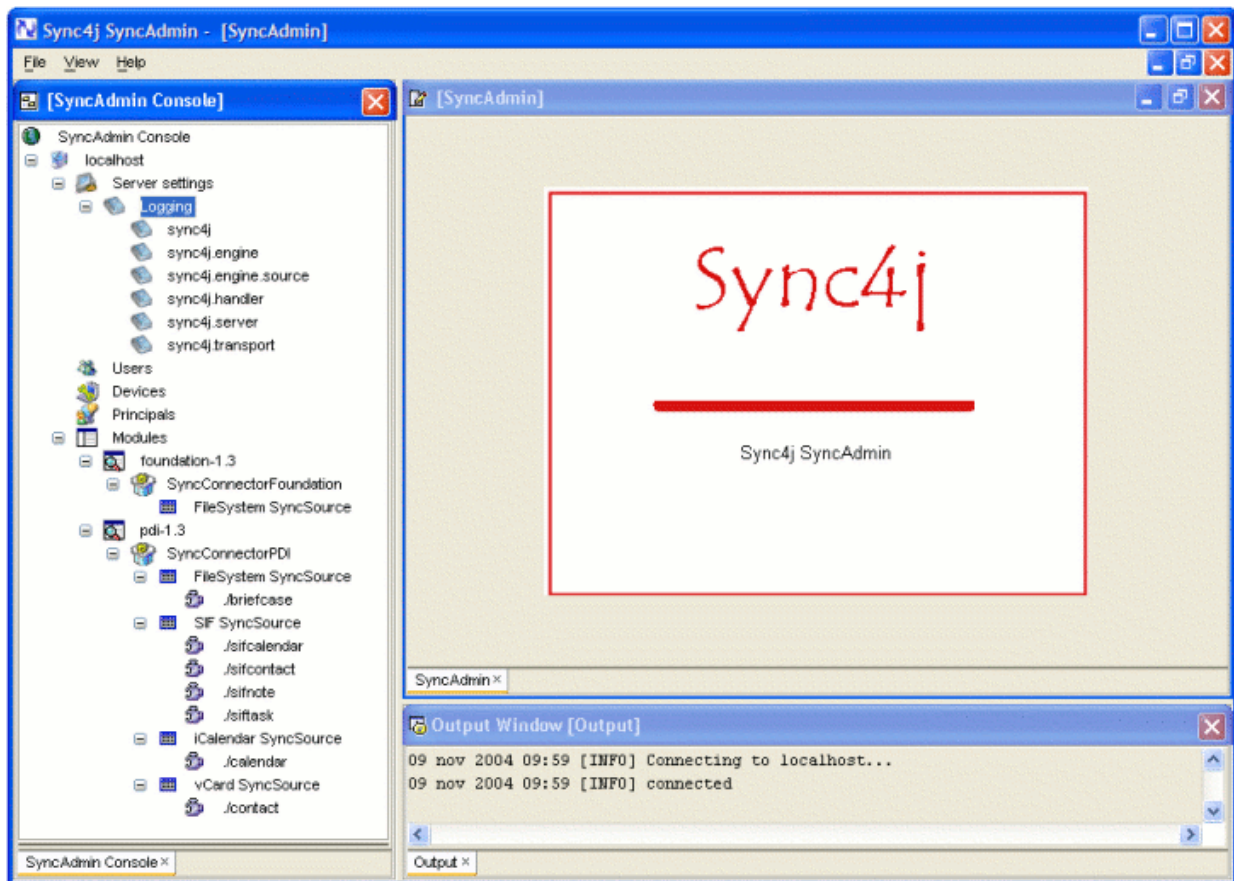 Sync4j SyncAdmin - [SyncAdmin]
File View Help
[SyncAdmin Console]
SyncAdmin Console
localhost
Server settings
Logging
sync4j
sync4j.engine
sync4j.engine.source
sync4j.handler
sync4j.server
sync4j.transport
Users
Devices
Principals
Modules
foundation-1.3
SyncConnectorFoundation
FileSystem SyncSource
pdi-1.3
SyncConnectorPDI
FileSystem SyncSource
./briefcase
SIF SyncSource
./sifcalendar
./sifcontact
./sifnote
./siftask
iCalendar SyncSource
./calendar
vCard SyncSource
./contact
SyncAdmin Console
[SyncAdmin]
Sync4j
Sync4j SyncAdmin
SyncAdmin
Output Window [Output]
09 nov 2004 09:59 [INFO] Connecting to localhost...
09 nov 2004 09:59 [INFO] connected
Output